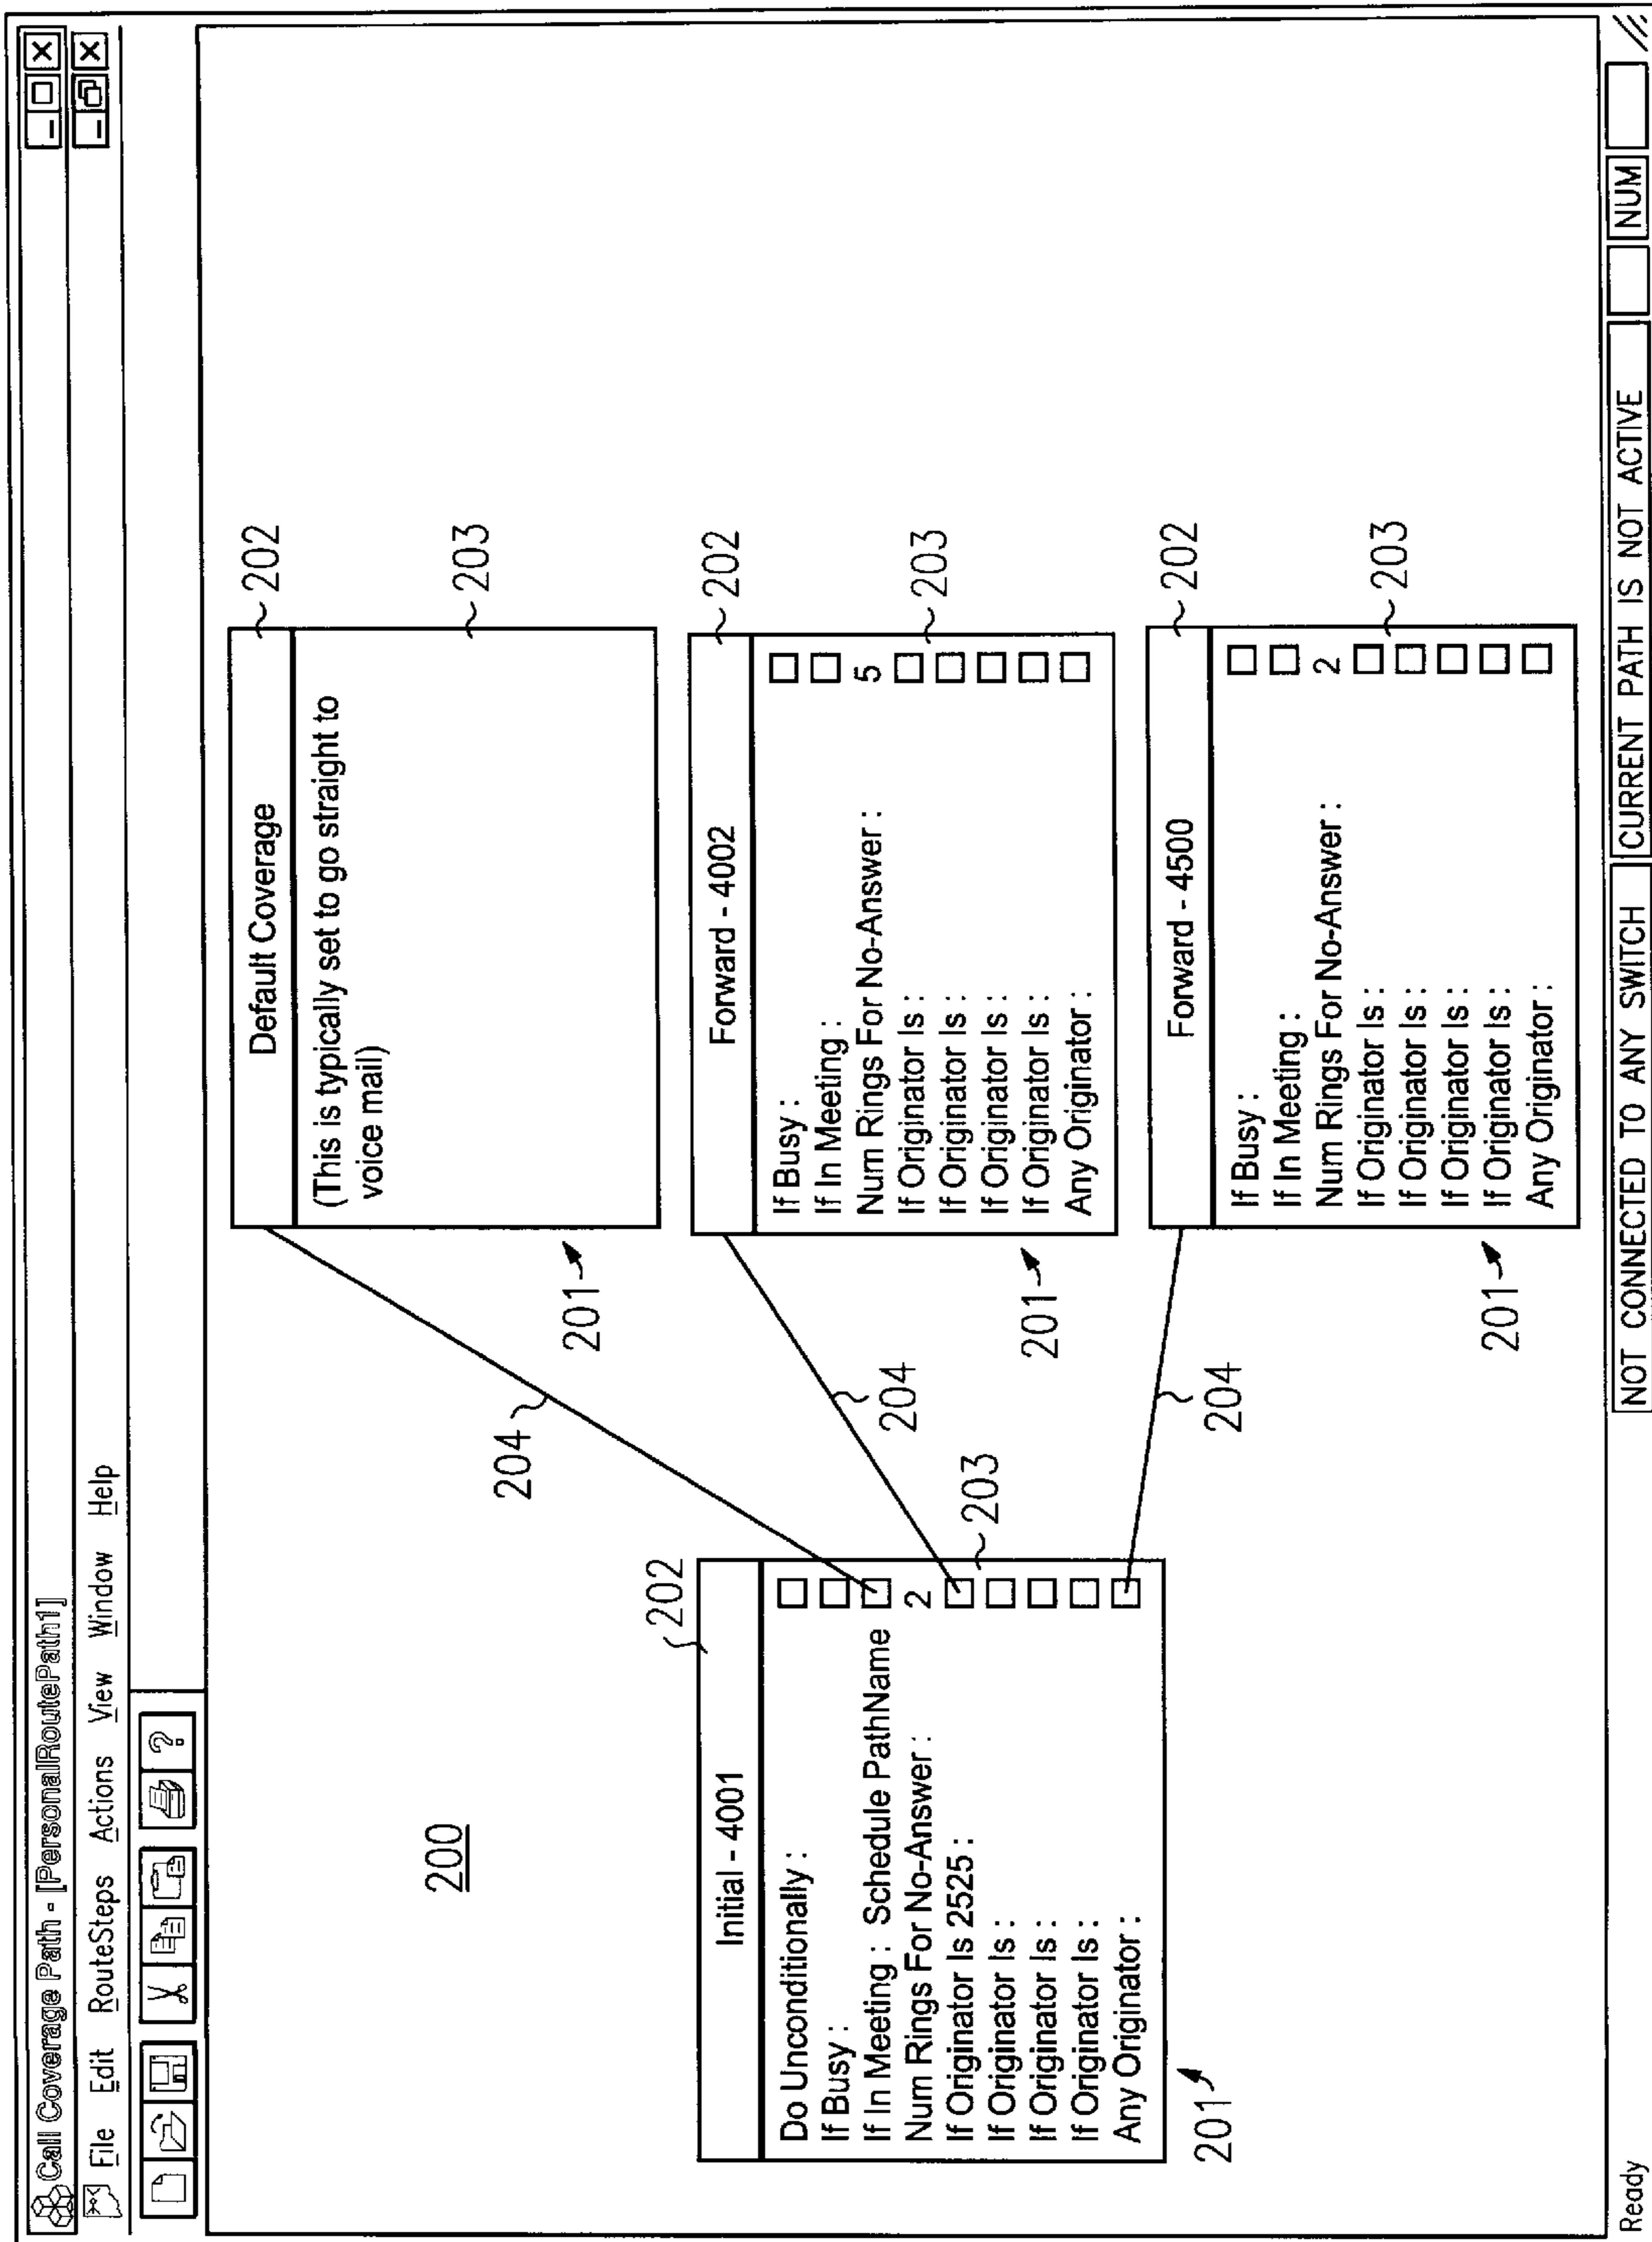 Call Coverage Path - [PersonalRoutePath1]
File Edit RouteSteps Actions View Window Help
?
200
Initial - 4001
202
Do Unconditionally :
If Busy :
If In Meeting : Schedule PathName
Num Rings For No-Answer : 2
If Originator Is 2525 :
If Originator Is :
If Originator Is :
If Originator Is :
Any Originator :
203
201
204
204
204
Default Coverage
202
(This is typically set to go straight to
voice mail)
203
201
Forward - 4002
202
If Busy :
If In Meeting :
Num Rings For No-Answer : 5
If Originator Is :
If Originator Is :
If Originator Is :
If Originator Is :
Any Originator :
203
201
Forward - 4500
202
If Busy :
If In Meeting :
Num Rings For No-Answer : 2
If Originator Is :
If Originator Is :
If Originator Is :
If Originator Is :
Any Originator :
203
201
Ready NOT CONNECTED TO ANY SWITCH CURRENT PATH IS NOT ACTIVE NUM